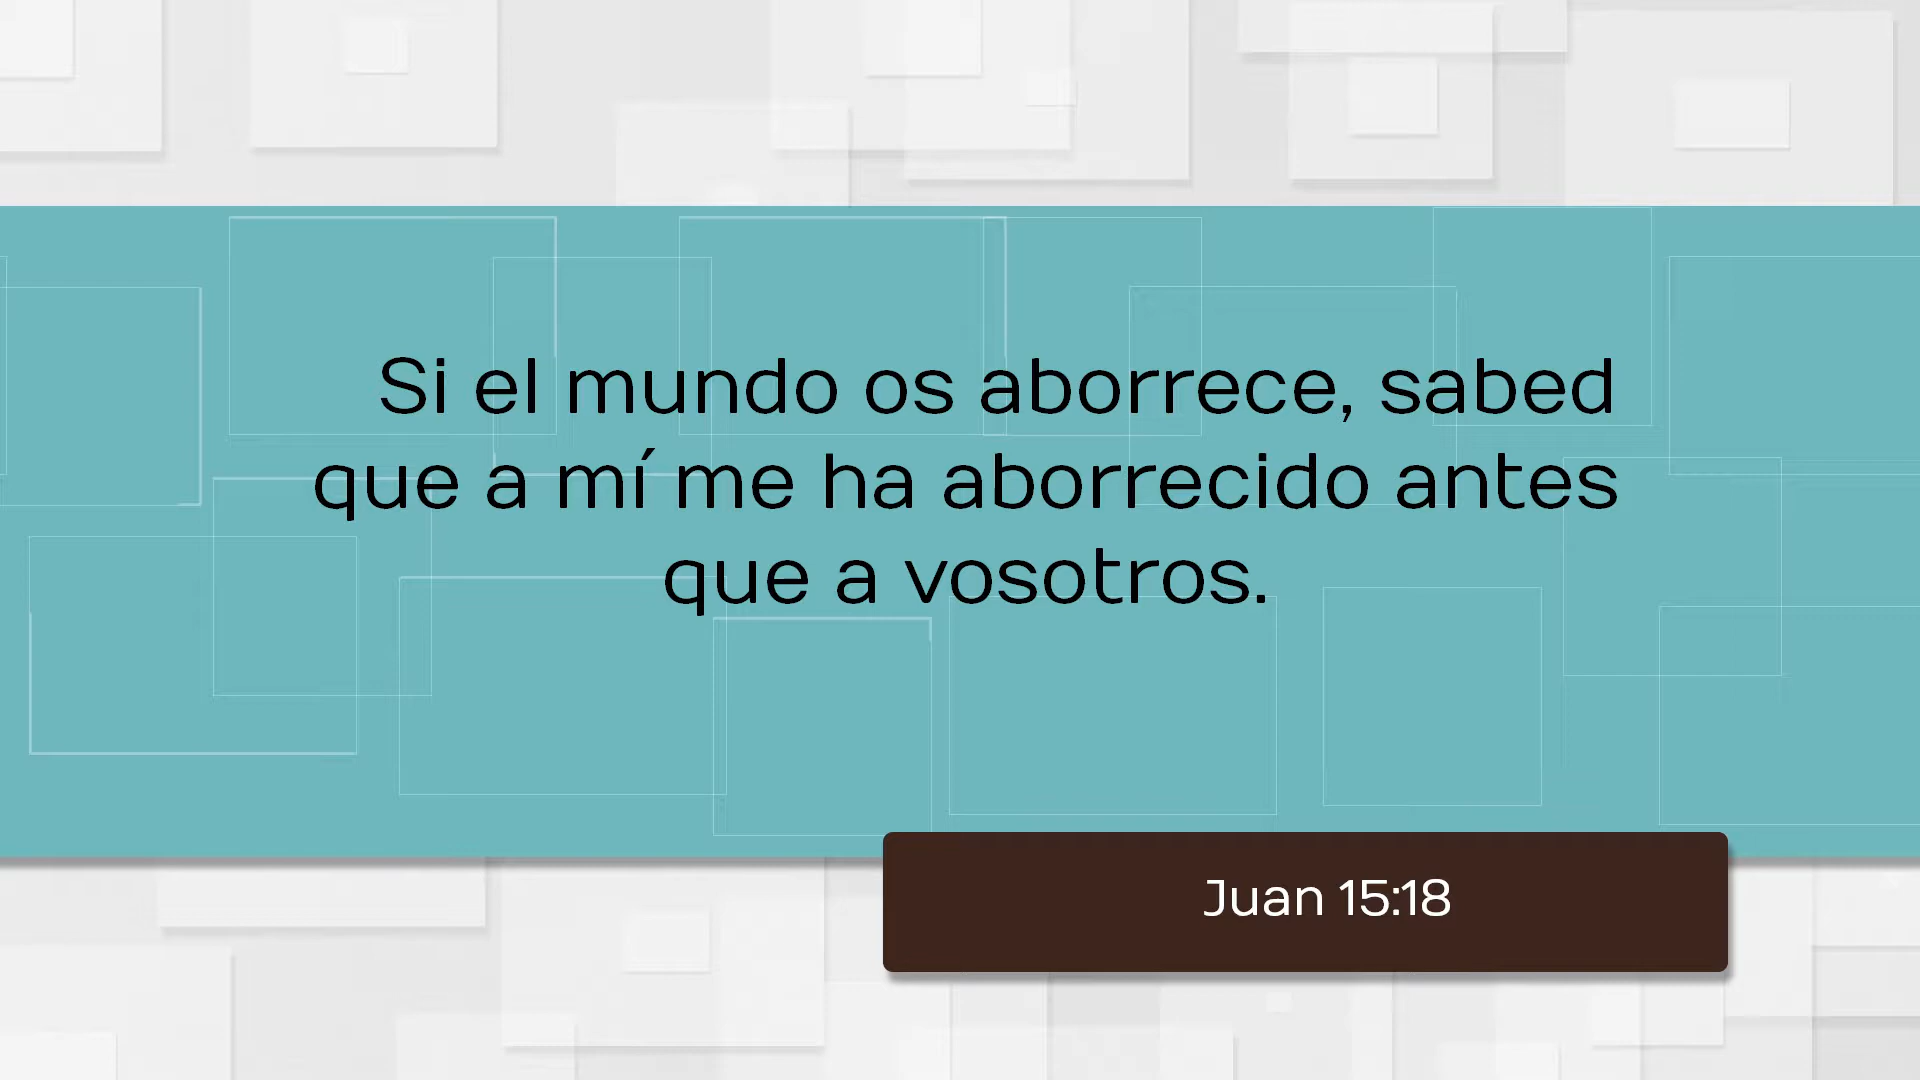 Si el mundo os aborrece, sabed
que a mí me ha aborrecido antes
que a vosotros.
Juan 15:18